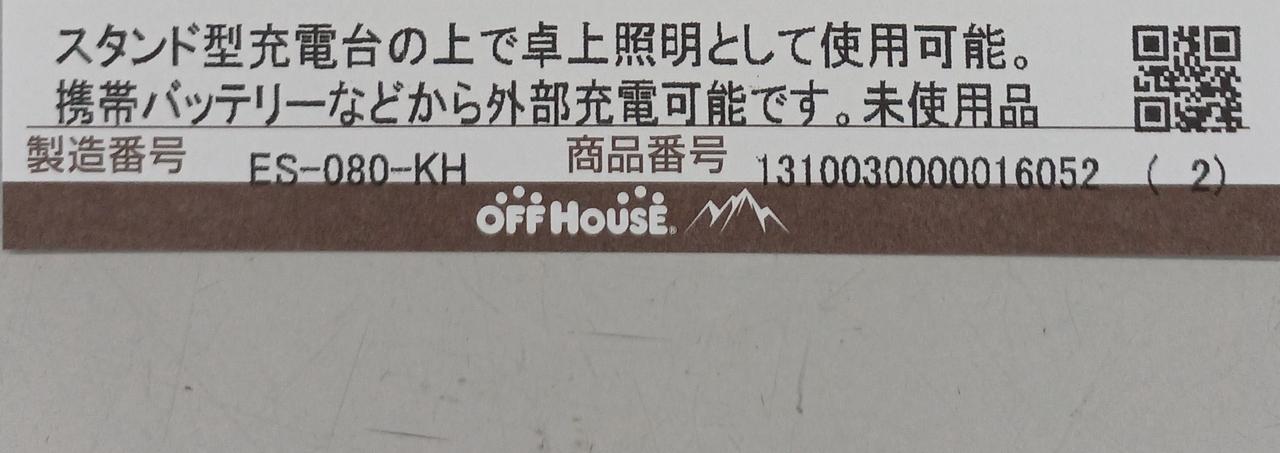 スタンド型充電台の上で卓上照明として使用可能。
携帯バッテリーなどから外部充電可能です。未使用品
製造番号 ES-080-KH 商品番号 1310030000016052 ( 2)
OFF HOUSE®